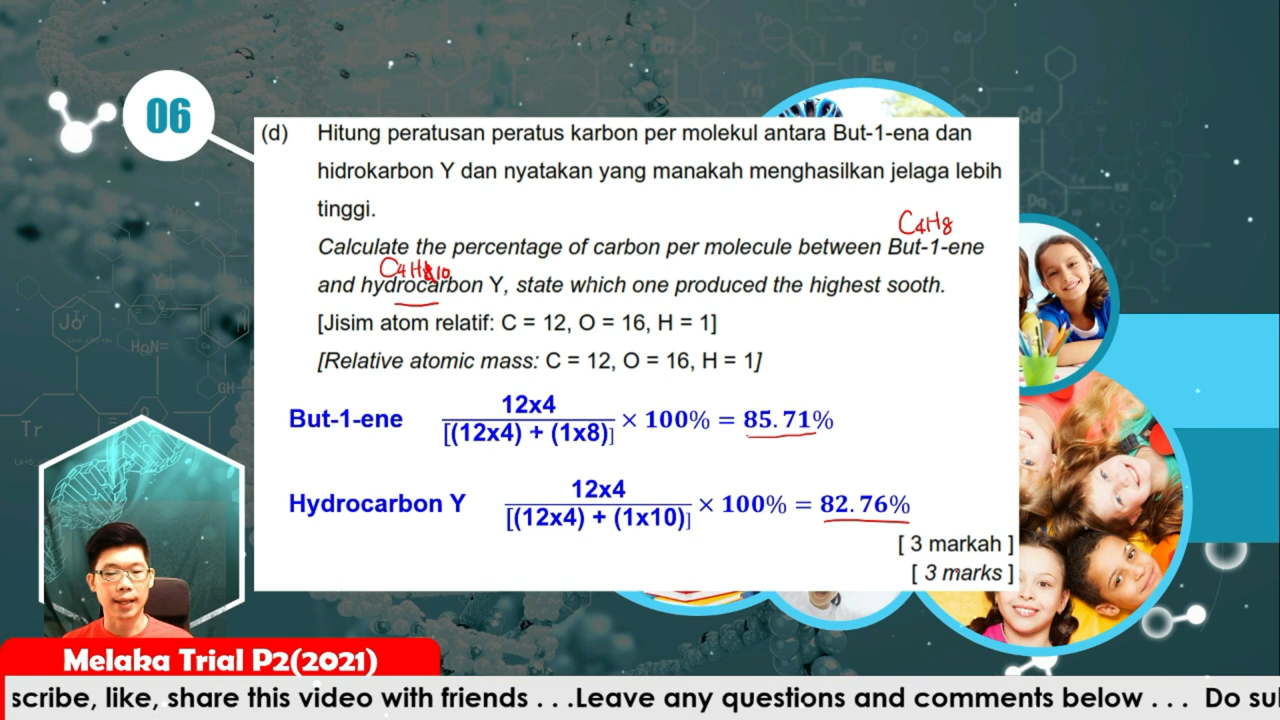 06
(d) Hitung peratusan peratus karbon per molekul antara But-1-ena dan
hidrokarbon Y dan nyatakan yang manakah menghasilkan jelaga lebih
tinggi.
C4H8
Calculate the percentage of carbon per molecule between But-1-ene
C4H10
and hydrocarbon Y, state which one produced the highest sooth.
[Jisim atom relatif: C = 12, O = 16, H = 1]
[Relative atomic mass: C = 12, O = 16, H = 1]
But-1-ene 12x4 / [(12x4) + (1x8)] × 100% = 85.71%
Hydrocarbon Y 12x4 / [(12x4) + (1x10)] × 100% = 82.76%
[ 3 markah ]
[ 3 marks ]
Melaka Trial P2(2021)
scribe, like, share this video with friends . . .Leave any questions and comments below . . . Do su